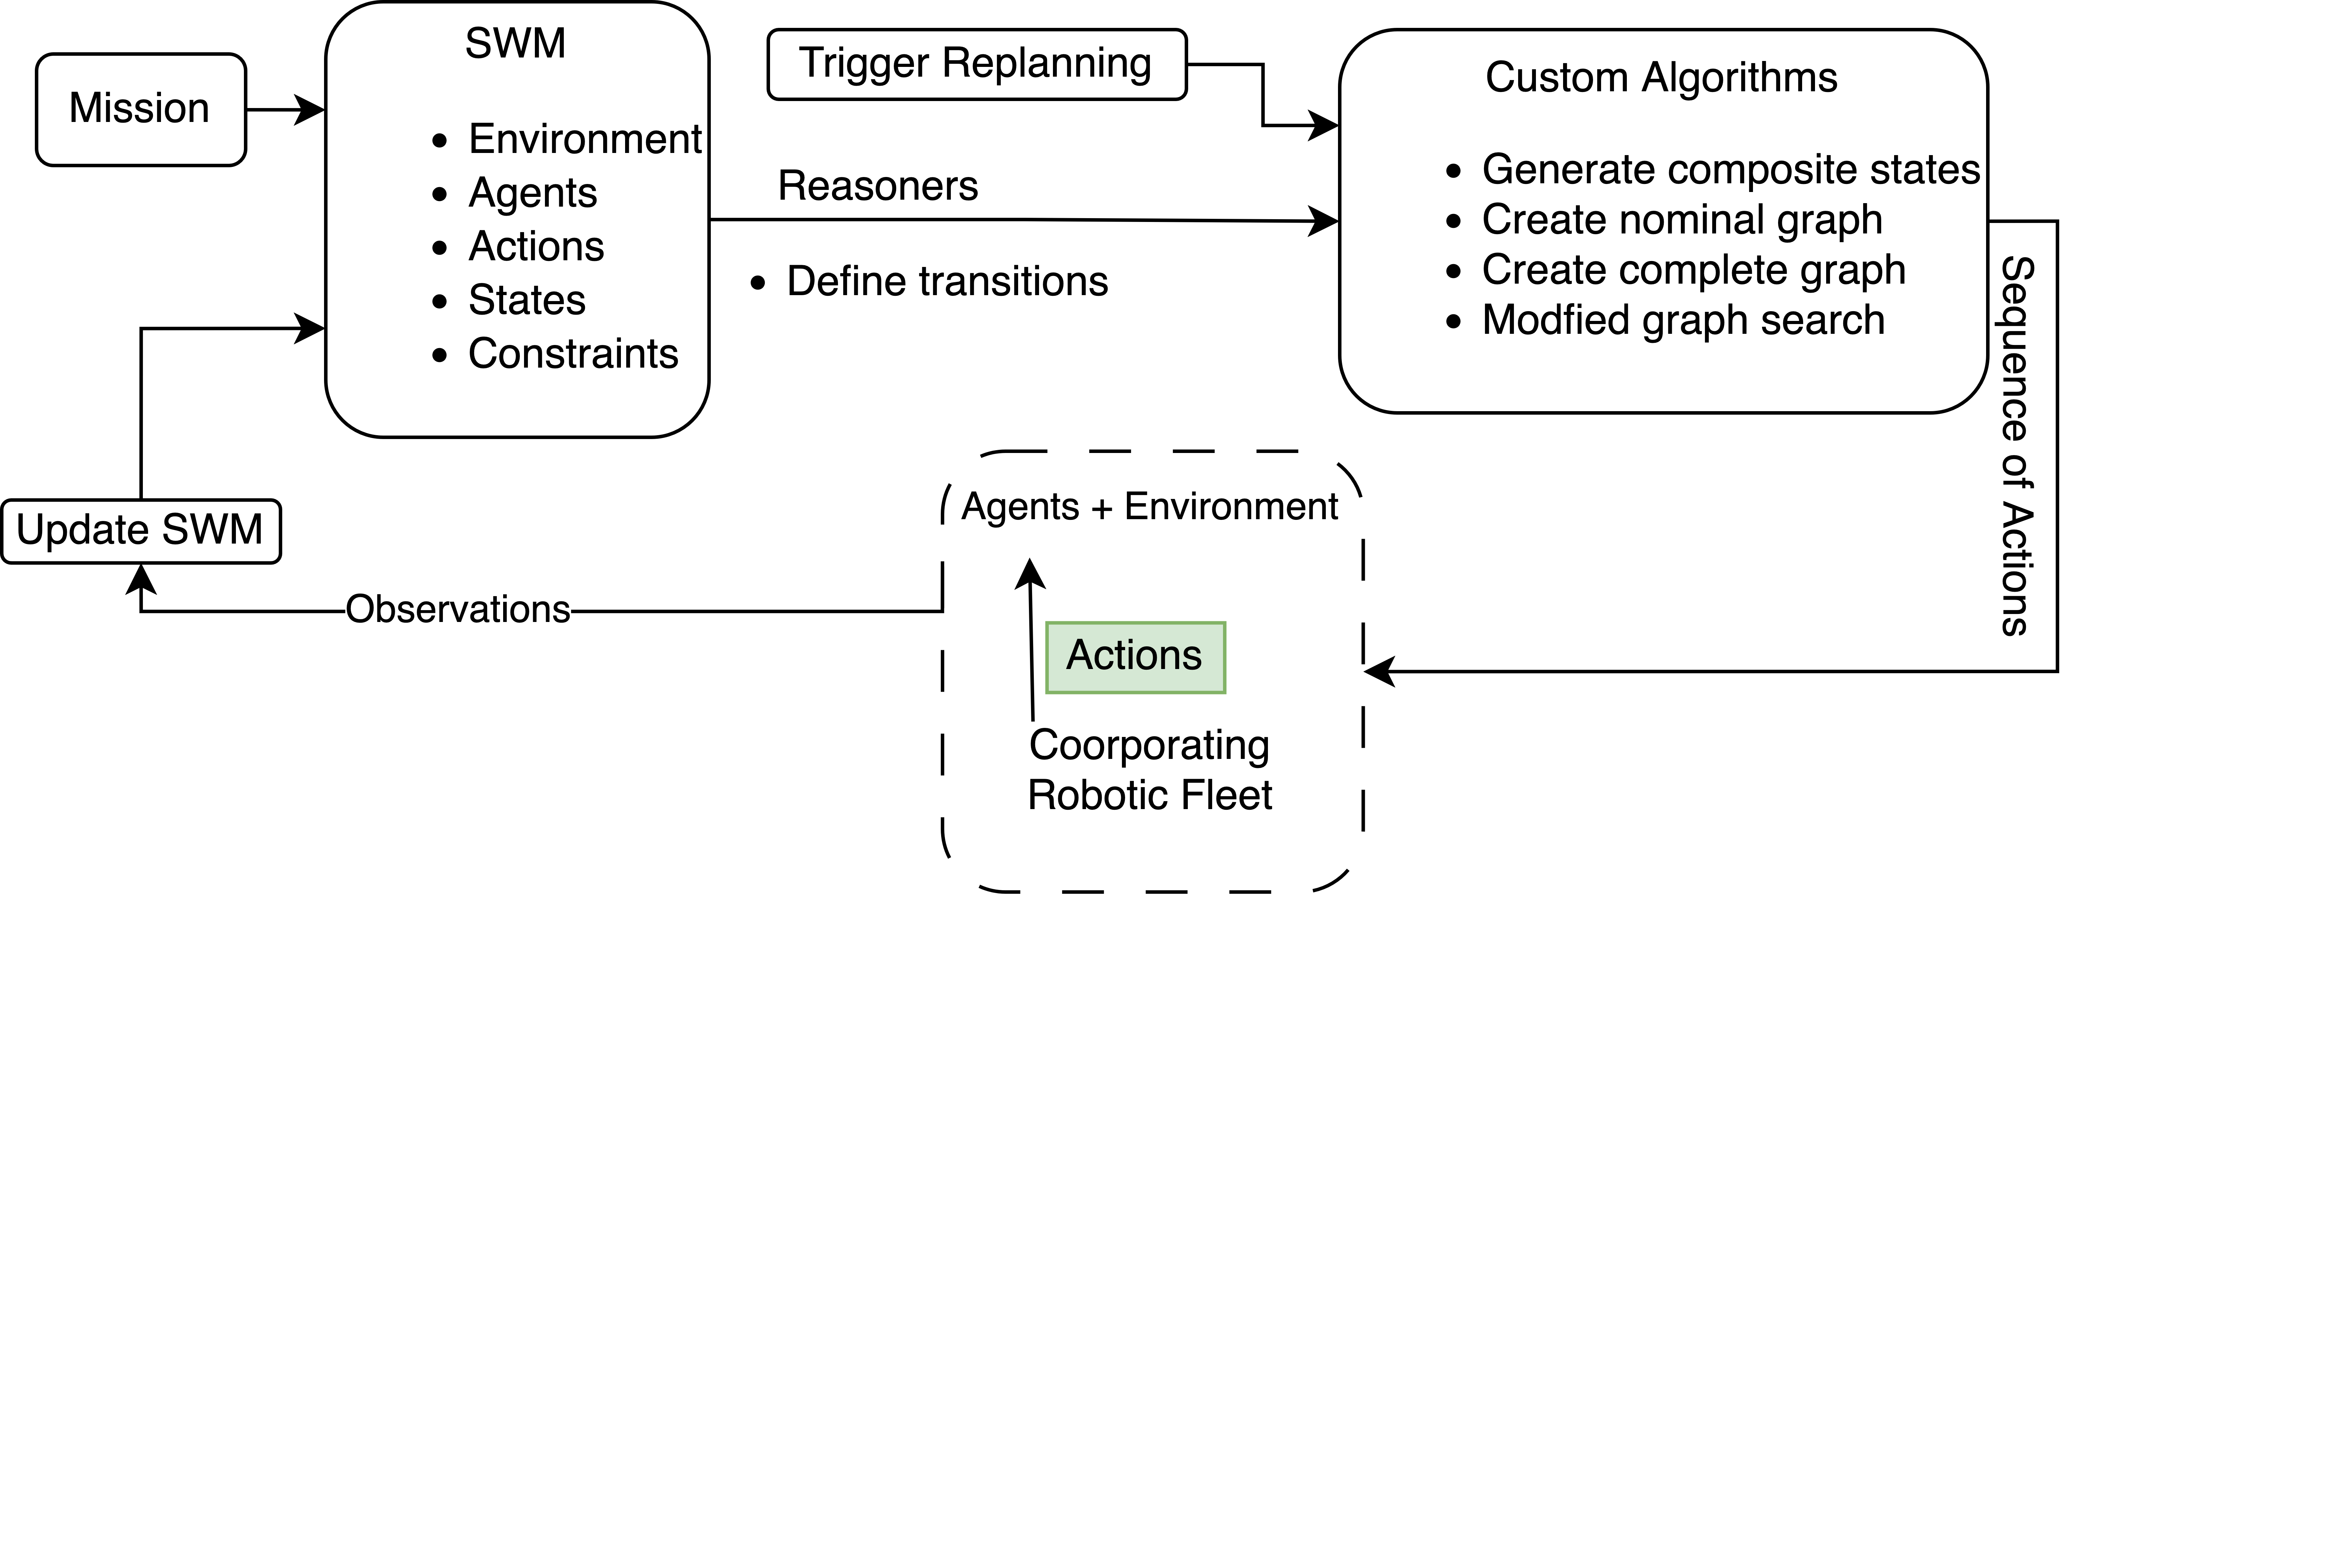 Mission
SWM
Environment
Agents
Actions
States
Constraints
Trigger Replanning
Reasoners
Define transitions
Custom Algorithms
Generate composite states
Create nominal graph
Create complete graph
Modfied graph search
Sequence of Actions
Update SWM
Observations
Agents + Environment
Actions
Coorporating
Robotic Fleet